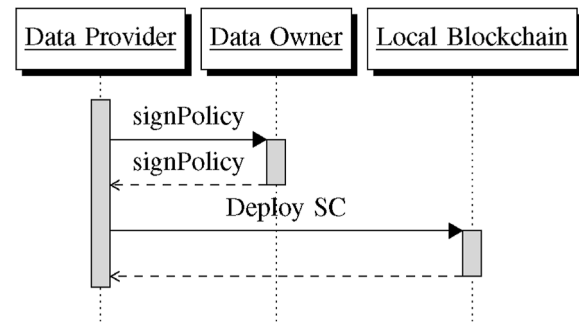 Data Provider
Data Owner
Local Blockchain
signPolicy
signPolicy
Deploy SC